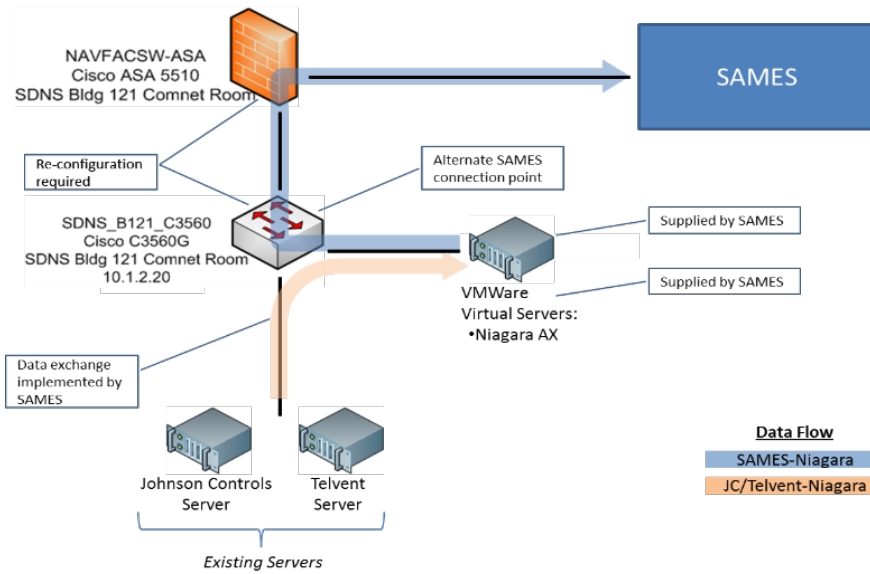 NAVFACSW-ASA
Cisco ASA 5510
SDNS Bldg 121 Comnet Room
SAMES
Re-configuration
required
Alternate SAMES
connection point
SDNS_B121_C3560
Cisco C3560G
SDNS Bldg 121 Comnet Room
10.1.2.20
Supplied by SAMES
Supplied by SAMES
VMWare
Virtual Servers:
•Niagara AX
Data exchange
implemented by
SAMES
Johnson Controls
Server
Telvent
Server
Existing Servers
Data Flow
SAMES-Niagara
JC/Telvent-Niagara